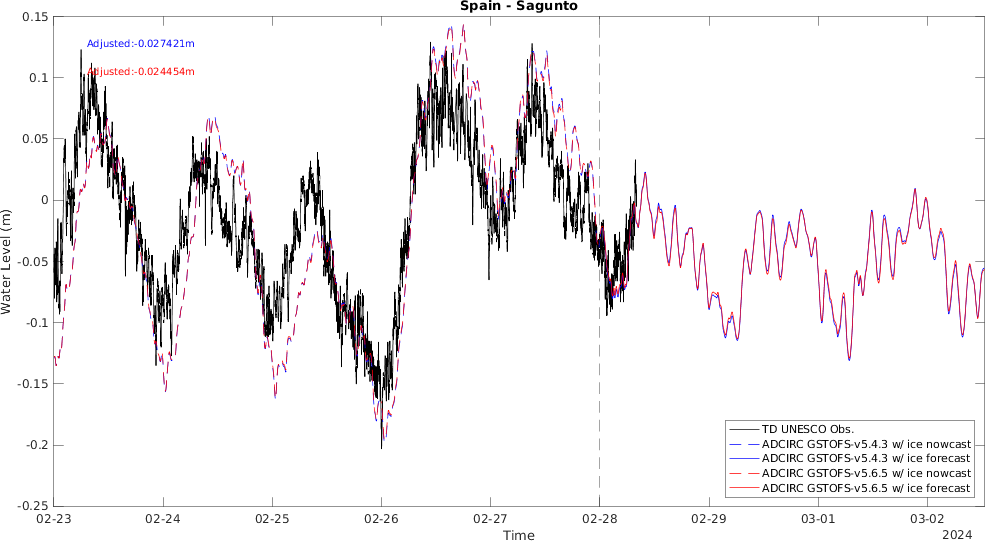 Spain - Sagunto
Adjusted:-0.027421m
Adjusted:-0.024454m
Water Level (m)
0.15
0.1
0.05
0
-0.05
-0.1
-0.15
-0.2
-0.25
TD UNESCO Obs.
ADCIRC GSTOFS-v5.4.3 w/ ice nowcast
ADCIRC GSTOFS-v5.4.3 w/ ice forecast
ADCIRC GSTOFS-v5.6.5 w/ ice nowcast
ADCIRC GSTOFS-v5.6.5 w/ ice forecast
02-23 02-24 02-25 02-26 02-27 02-28 02-29 03-01 03-02
Time
2024